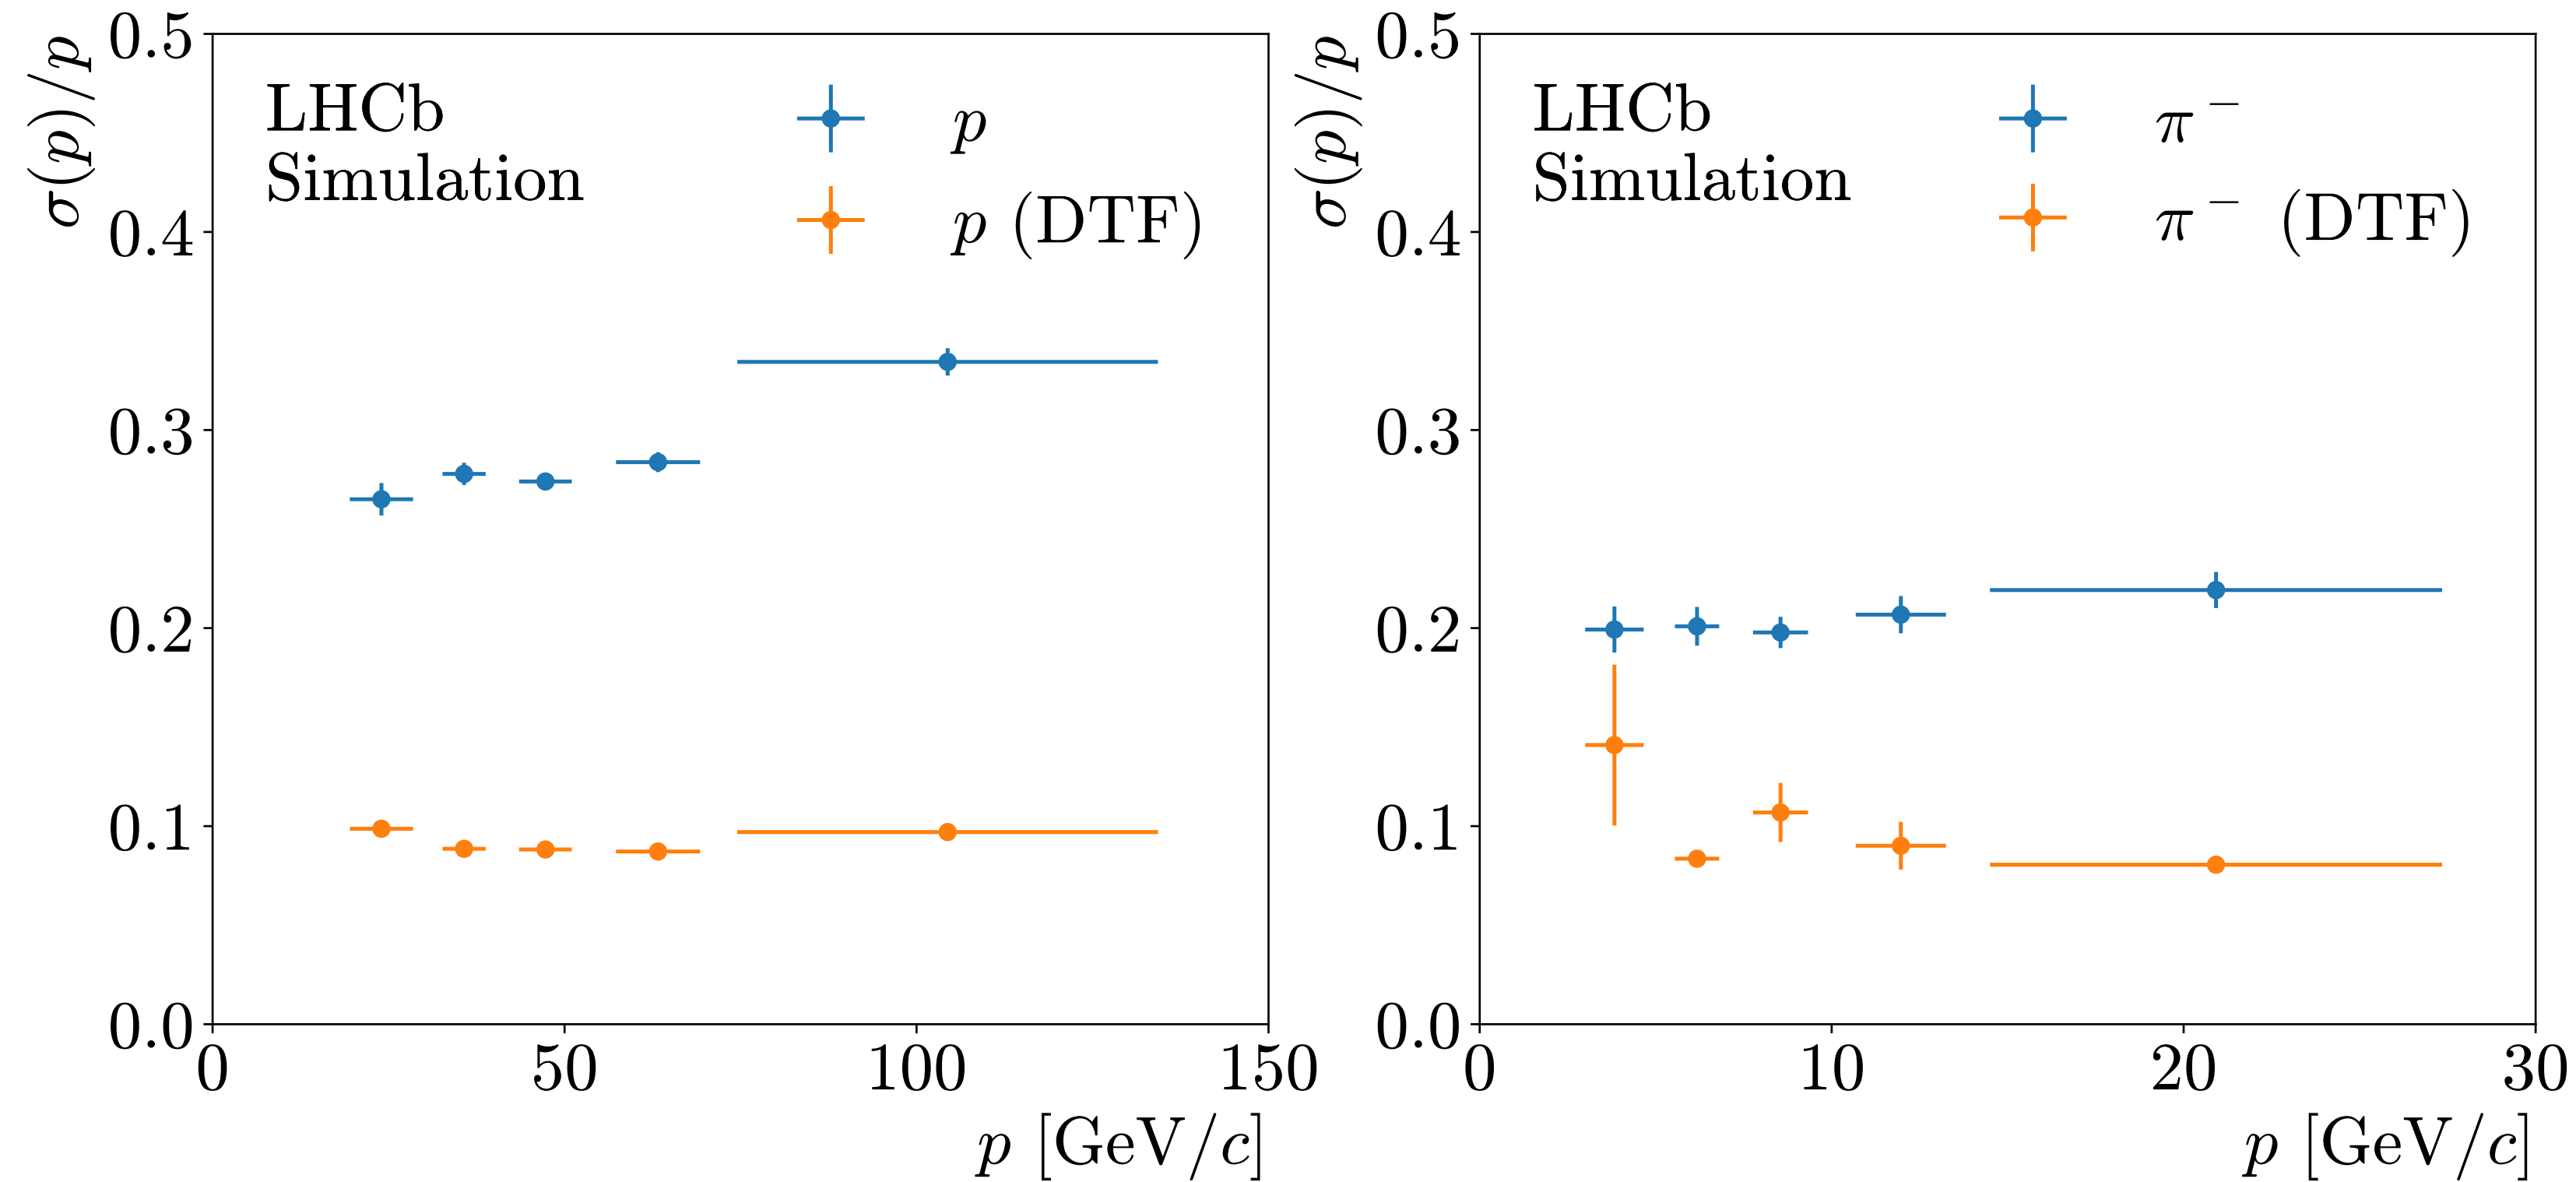 σ(p)/p
0.5
0.4
0.3
0.2
0.1
0.0
LHCb
Simulation
p
p (DTF)
0 50 100 150
p [GeV/c]
σ(p)/p
0.5
0.4
0.3
0.2
0.1
0.0
LHCb
Simulation
π⁻
π⁻ (DTF)
0 10 20 30
p [GeV/c]